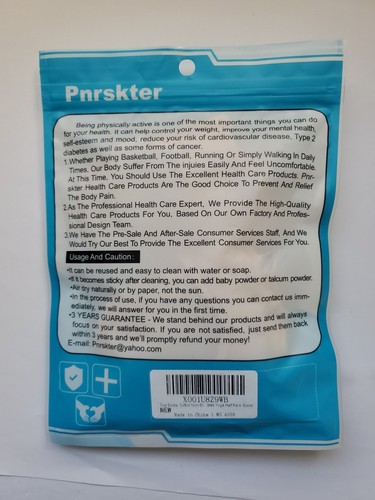 Pnrskter
Being physically active is one of the most important things you can do
for your health. It can help control your weight, improve your mental health,
self-esteem and mood, reduce your risk of cardiovascular disease, Type 2
diabetes as well as some forms of cancer.
1.Whether Playing Basketball, Football, Running Or Simply Walking In Daily
Times, Our Body Suffer From The injuies Easily And Feel Uncomfortable.
At This Time, You Should Use The Excellent Health Care Products. Pnr-
skter Health Care Products Are The Good Choice To Prevent And Relief
The Body Pain.
2.As The Professional Health Care Expert, We Provide The High-Quality
Health Care Products For You, Based On Our Own Factory And Profes-
sional Design Team.
3.We Have The Pre-Sale And After-Sale Consumer Services Staff, And We
Would Try Our Best To Provide The Excellent Consumer Services For You.
Usage And Caution:
•It can be reused and easy to clean with water or soap.
•If it becomes sticky after cleaning, you can add baby powder or talcum powder.
•Air dry naturally or by paper, not the sun.
•In the process of use, if you have any questions you can contact us imm-
ediately, we will answer for you in the first time.
•3 YEARS GUARANTEE - We stand behind our products and will always
focus on your satisfaction. If you are not satisfied, just send them back
within 3 years and we'll promptly refund your money!
E-mail: Pnrskter@yahoo.com
X001U8Z9WB
NEW
Made in China